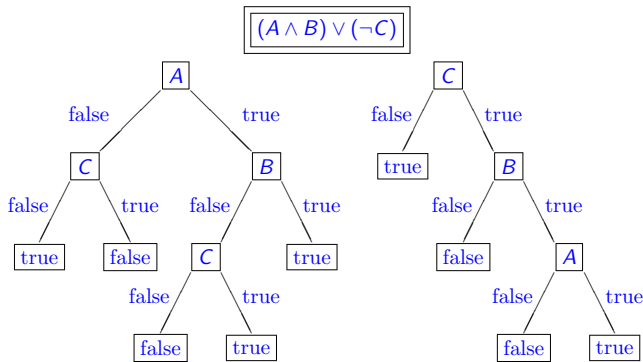 (A ∧ B) ∨ (¬C)
A C
false true false true
C B true B
false true false true false true
true false C true false A
false true false true
false true false true